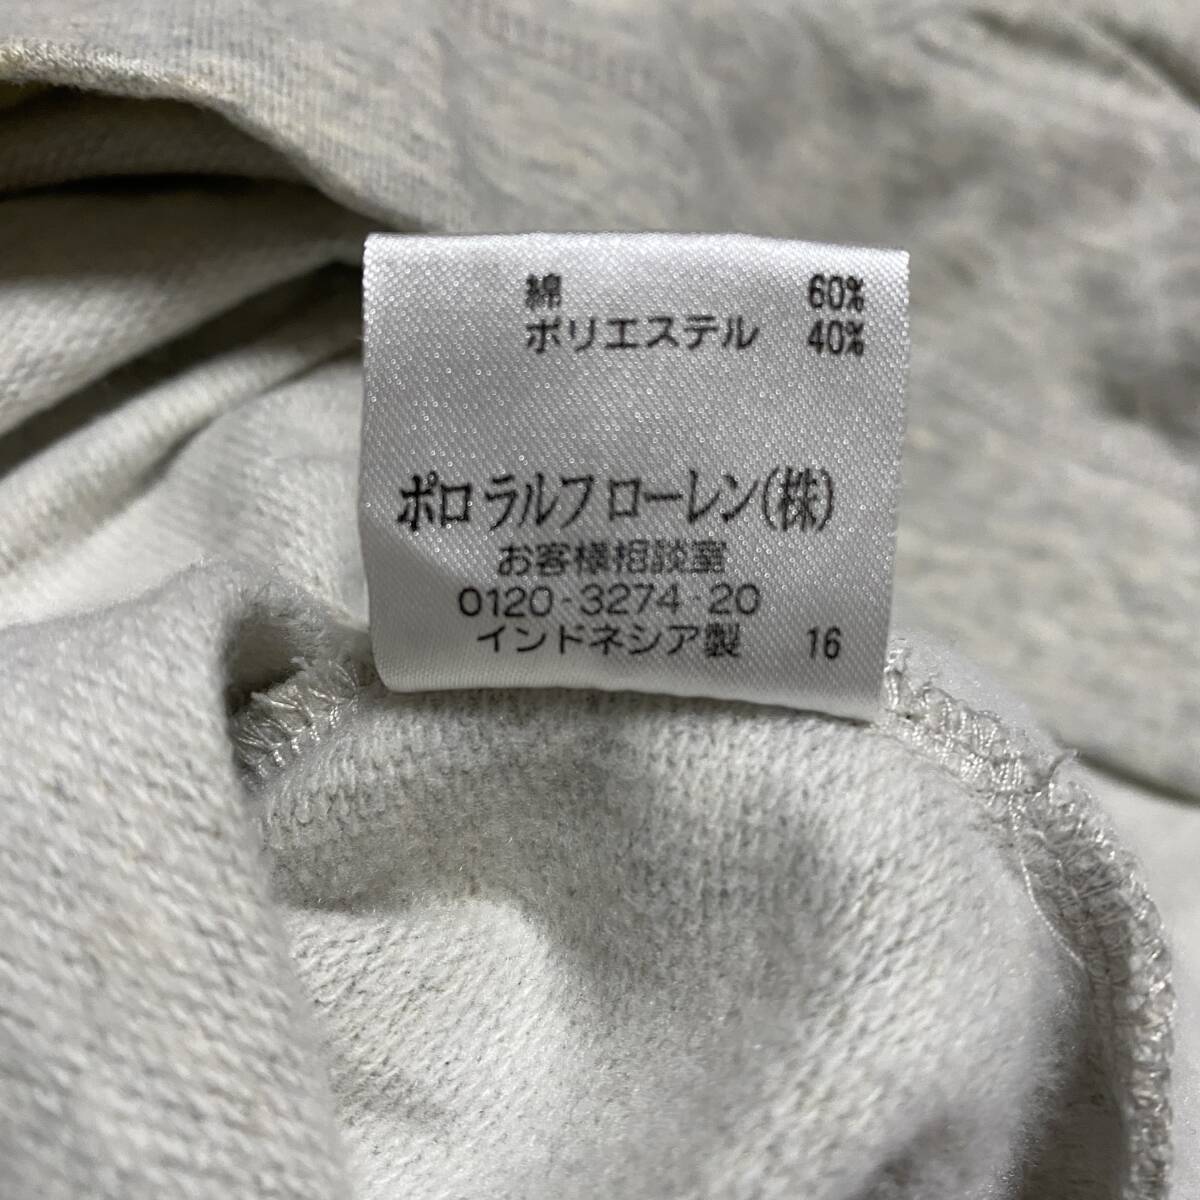 綿 60%
ポリエステル 40%
ポロ ラルフ ローレン(株)
お客様相談室
0120-3274-20
インドネシア製 16